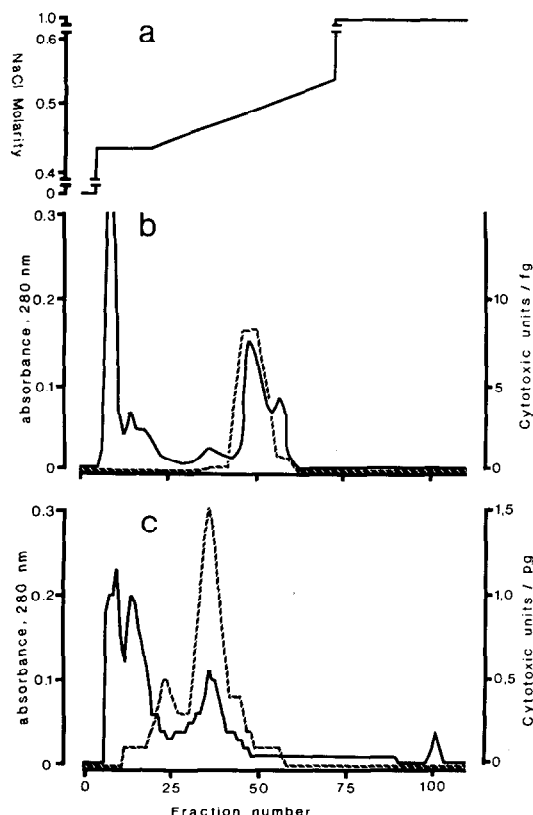 a
1.0
0.6
0.5
0.4
0
NaCl Molarity
b
0.3
0.2
0.1
0
absorbance, 280 nm
10
5
0
Cytotoxic units / fg
c
0.3
0.2
0.1
0
absorbance, 280 nm
1,5
1,0
0,5
0
Cytotoxic units / pg
0 25 50 75 100
Fraction number